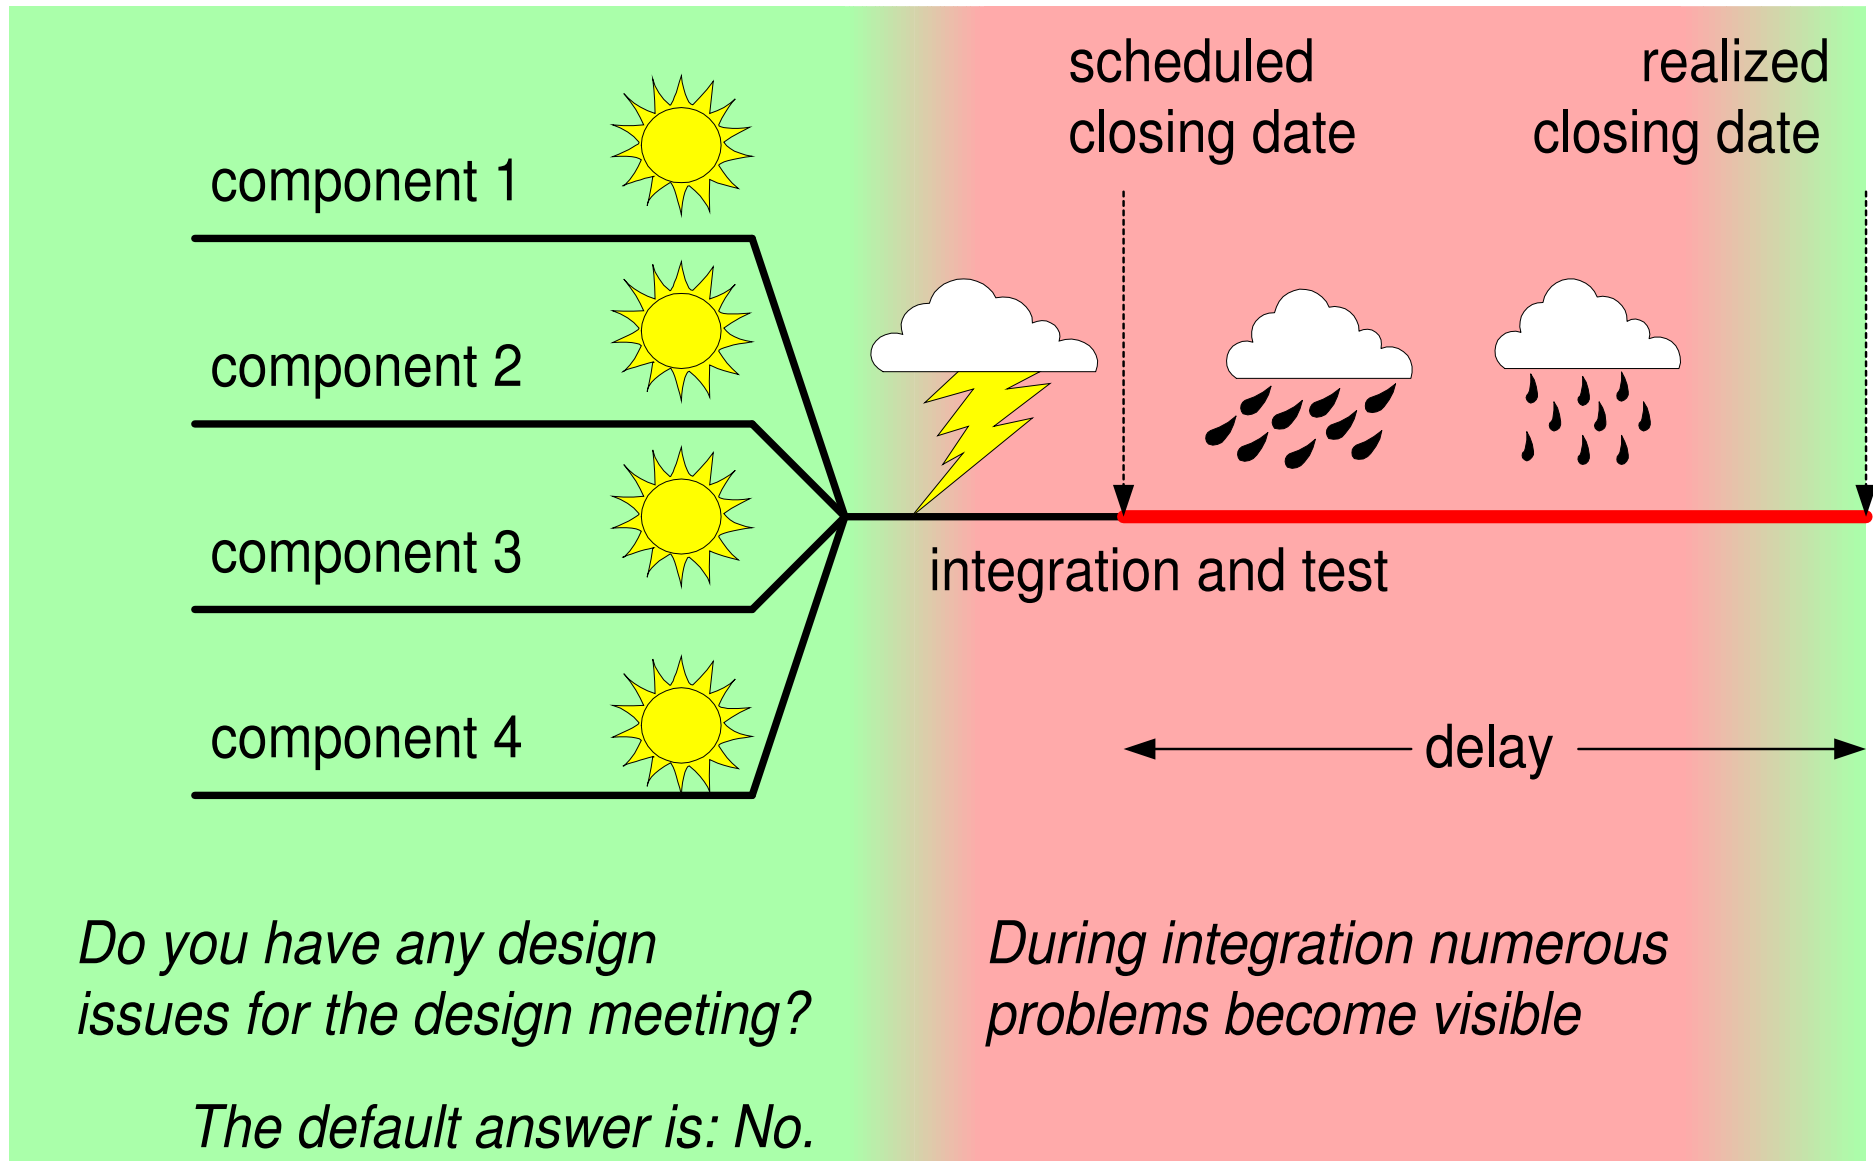 scheduled
closing date
realized
closing date
component 1
component 2
component 3
component 4
integration and test
delay
Do you have any design
issues for the design meeting?
The default answer is: No.
During integration numerous
problems become visible